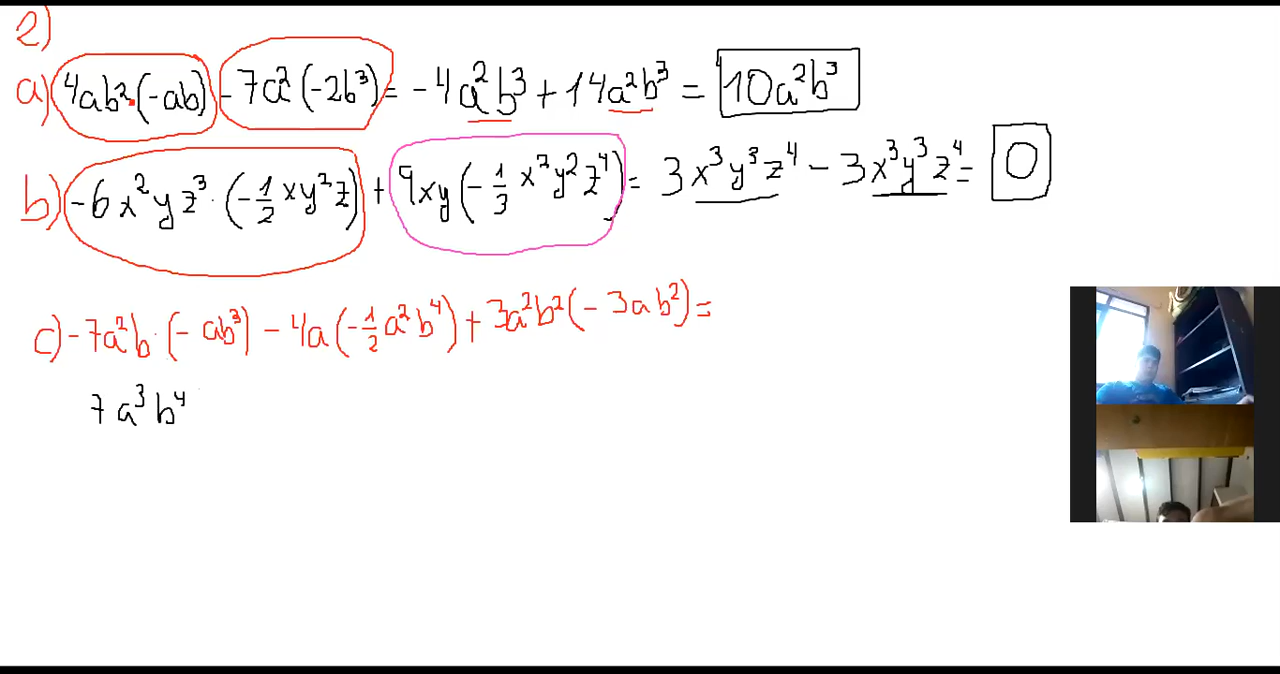 2)
a) 4ab²·(-ab) - 7a²(-2b³) = -4a²b³ + 14a²b³ = 10a²b³
b) -6x²yz³·(-1/2 xy²z) + 9xy(-1/3 x²y²z⁴) = 3x³y³z⁴ - 3x³y³z⁴ = 0
c) -7a²b·(-ab³) - 4a(-1/2 a²b⁴) + 3a²b²(-3ab²) =
7a³b⁴